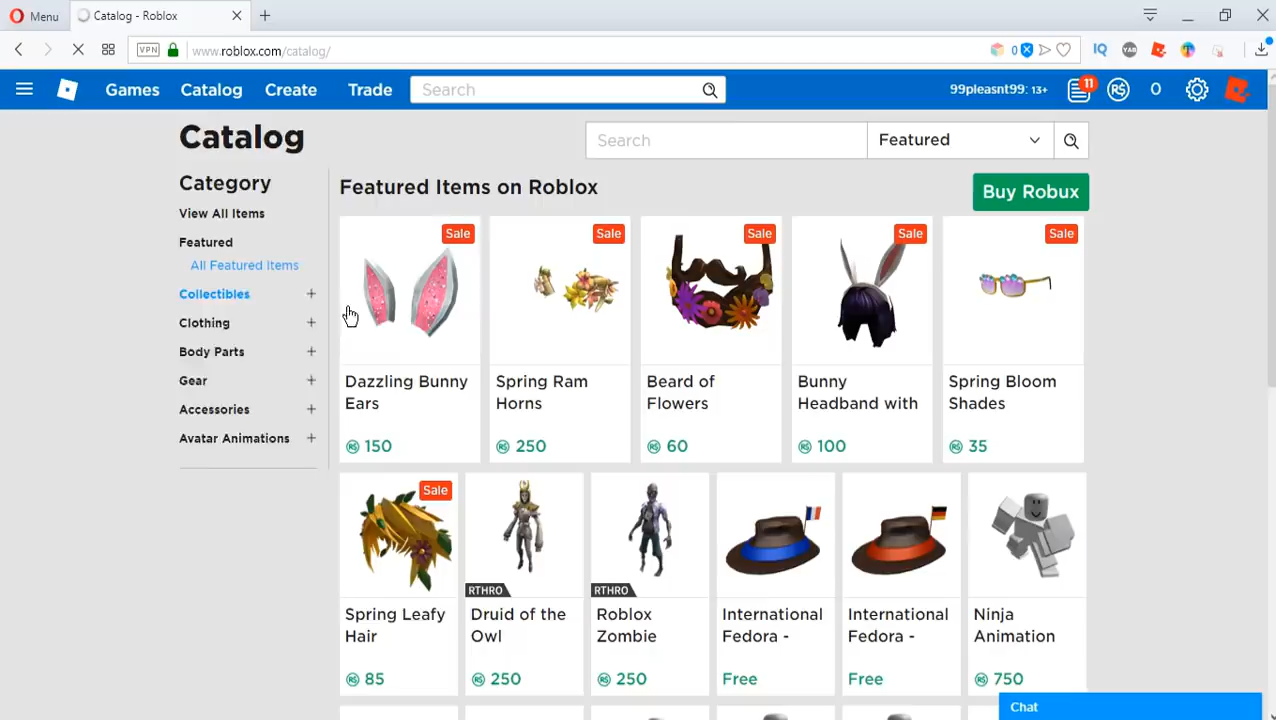 Menu
Catalog - Roblox
VPN
www.roblox.com/catalog/
0
IQ
YAB
Games
Catalog
Create
Trade
Search
99pleasnt99: 13+
11
R$
0
Catalog
Search
Featured
Category
View All Items
Featured
All Featured Items
Collectibles +
Clothing +
Body Parts +
Gear +
Accessories +
Avatar Animations +
Featured Items on Roblox
Buy Robux
Sale
Sale
Sale
Sale
Sale
Dazzling Bunny
Ears
R$ 150
Spring Ram
Horns
R$ 250
Beard of
Flowers
R$ 60
Bunny
Headband with
R$ 100
Spring Bloom
Shades
R$ 35
Sale
Spring Leafy
Hair
R$ 85
RTHRO
Druid of the
Owl
R$ 250
RTHRO
Roblox
Zombie
R$ 250
International
Fedora -
Free
International
Fedora -
Free
Ninja
Animation
R$ 750
Chat